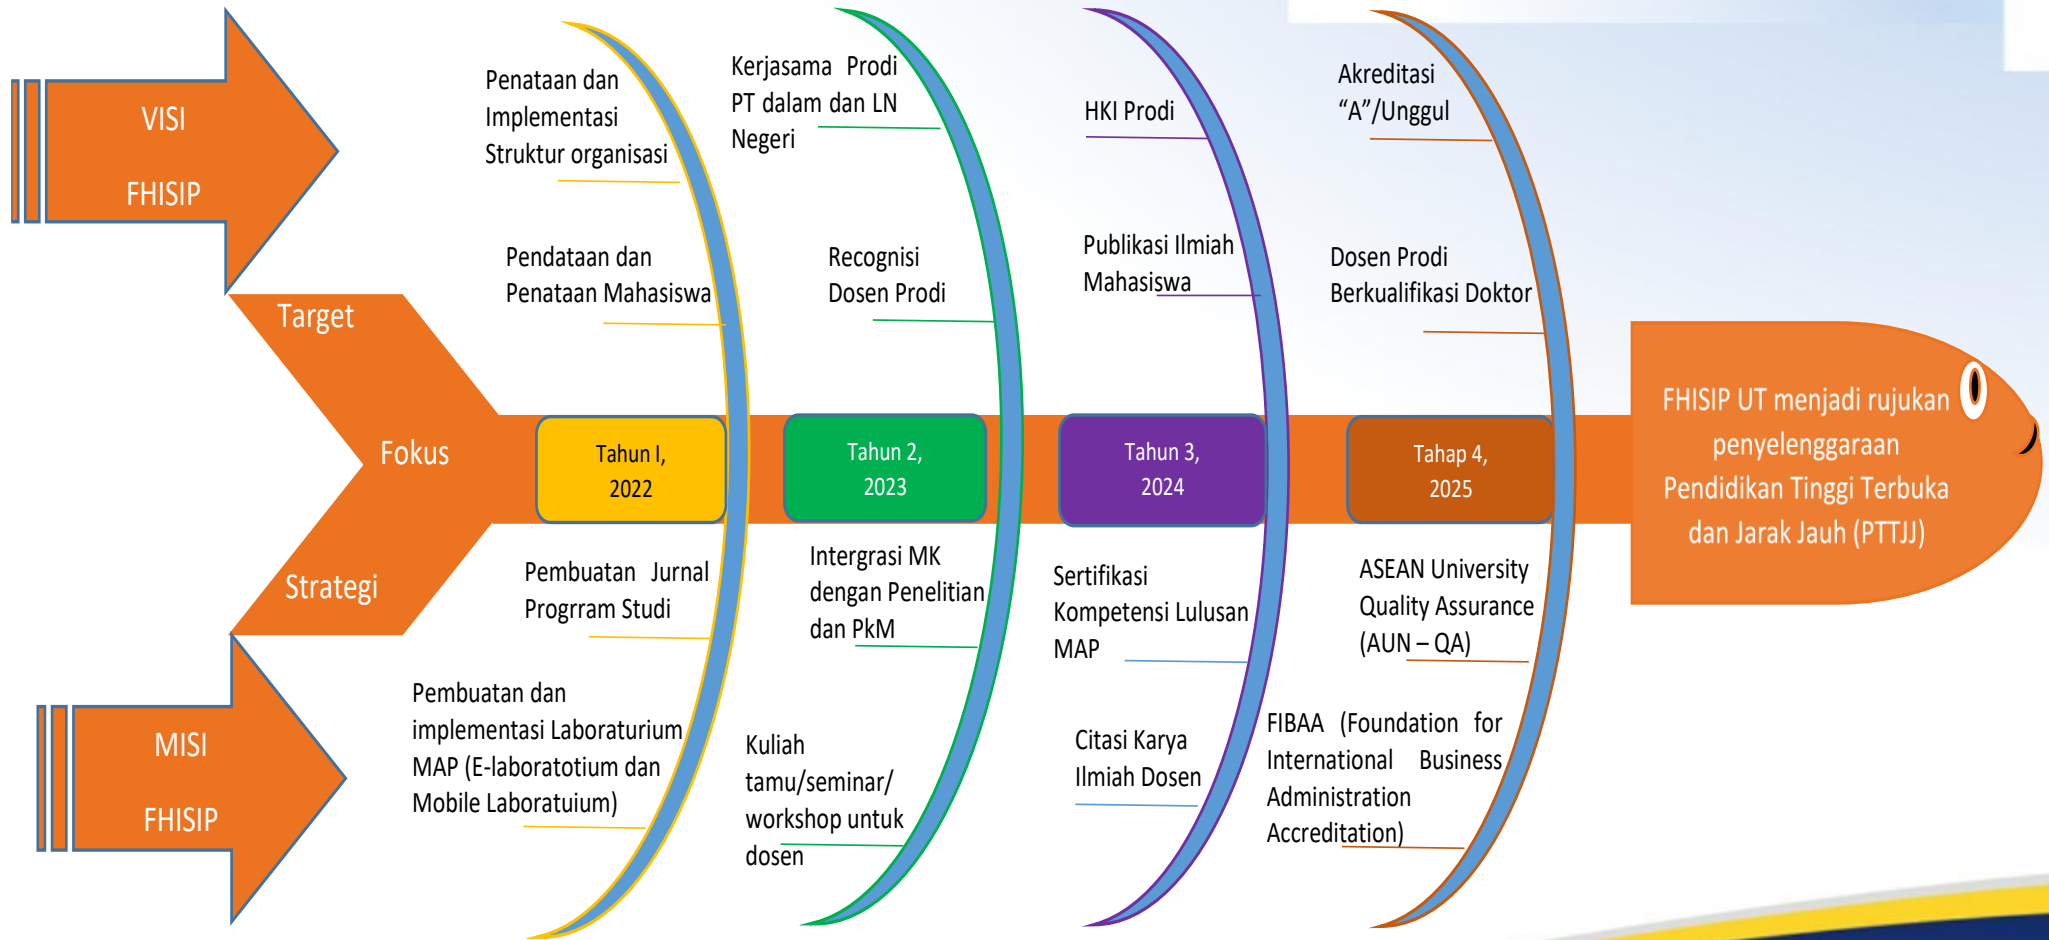 VISI
FHISIP
Target
Fokus
Strategi
MISI
FHISIP
Penataan dan
Implementasi
Struktur organisasi
Pendataan dan
Penataan Mahasiswa
Tahun I,
2022
Pembuatan Jurnal
Progrram Studi
Pembuatan dan
implementasi Laboraturium
MAP (E-laboratotium dan
Mobile Laboratuium)
Kerjasama Prodi
PT dalam dan LN
Negeri
Recognisi
Dosen Prodi
Tahun 2,
2023
Intergrasi MK
dengan Penelitian
dan PkM
Kuliah
tamu/seminar/
workshop untuk
dosen
HKI Prodi
Publikasi Ilmiah
Mahasiswa
Tahun 3,
2024
Sertifikasi
Kompetensi Lulusan
MAP
Citasi Karya
Ilmiah Dosen
Akreditasi
“A”/Unggul
Dosen Prodi
Berkualifikasi Doktor
Tahap 4,
2025
ASEAN University
Quality Assurance
(AUN – QA)
FIBAA (Foundation for
International Business
Administration
Accreditation)
FHISIP UT menjadi rujukan
penyelenggaraan
Pendidikan Tinggi Terbuka
dan Jarak Jauh (PTTJJ)